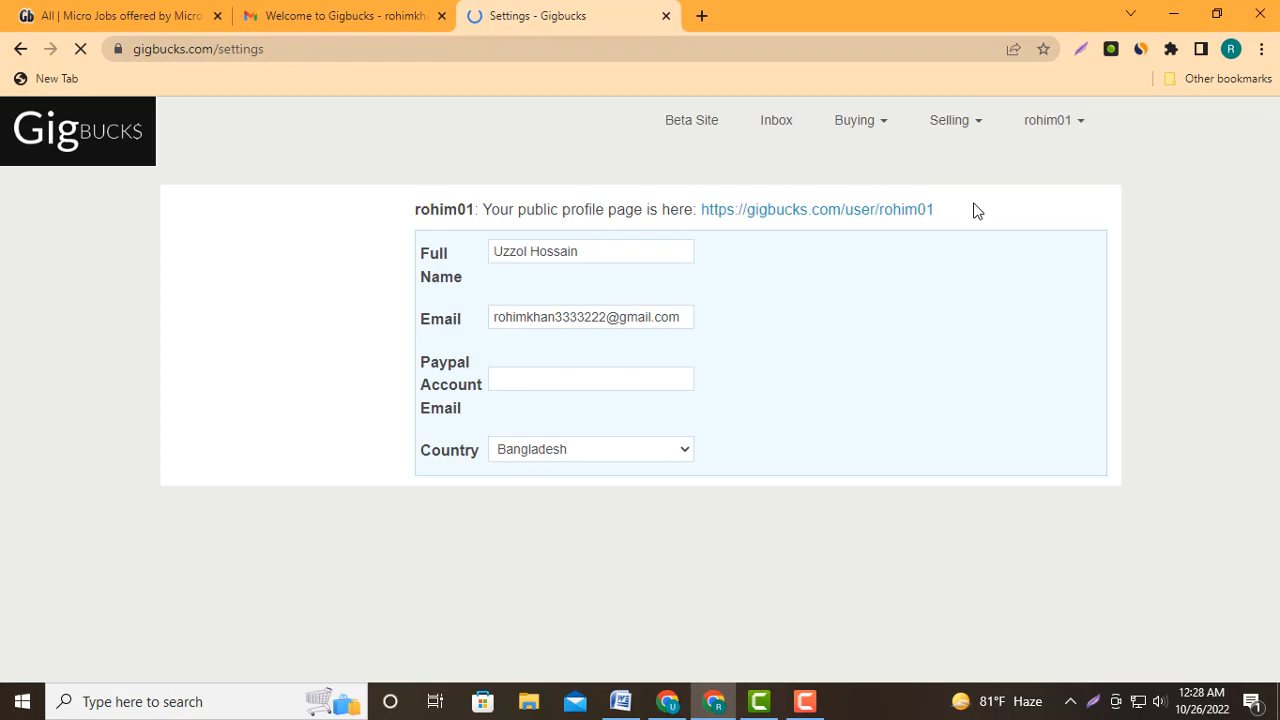 All | Micro Jobs offered by Micro
Welcome to Gigbucks - rohimkh
Settings - Gigbucks
gigbucks.com/settings
R
New Tab
Other bookmarks
GigBUCK$
Beta Site
Inbox
Buying
Selling
rohim01
rohim01: Your public profile page is here: https://gigbucks.com/user/rohim01
Full
Name
Uzzol Hossain
Email
rohimkhan3333222@gmail.com
Paypal
Account
Email
Country
Bangladesh
Type here to search
81°F Haze
12:28 AM
10/26/2022